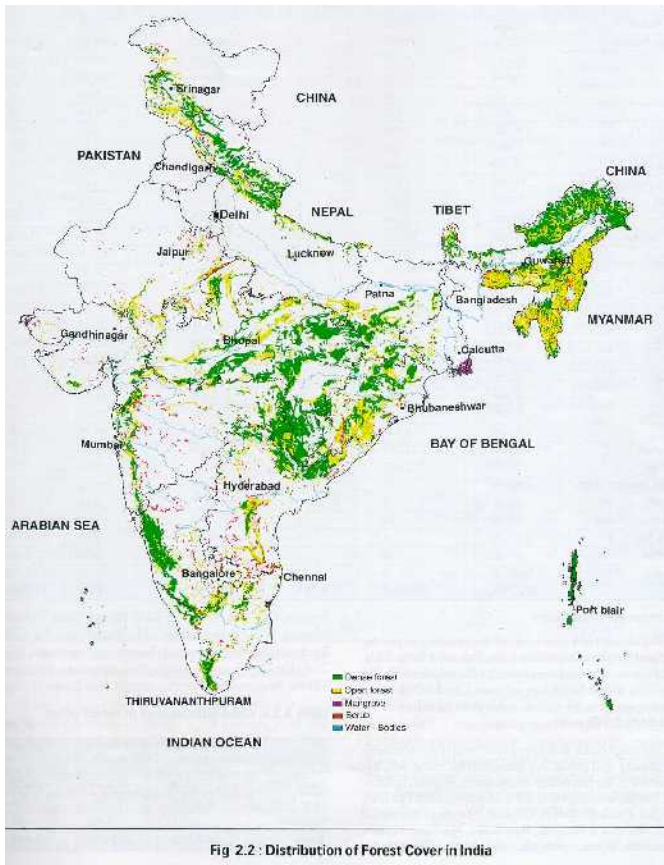 CHINA
Srinagar
PAKISTAN
Chandigarh
CHINA
Delhi
NEPAL
TIBET
Jaipur
Lucknow
Guwahati
Patna
Bangladesh
MYANMAR
Gandhinagar
Bhopal
Calcutta
Bhubaneshwar
BAY OF BENGAL
Mumbai
Hyderabad
ARABIAN SEA
Bangalore
Chennai
Port blair
Dense forest
Open forest
Mangrove
Scrub
Water - Bodies
THIRUVANANTHPURAM
INDIAN OCEAN
Fig 2.2 : Distribution of Forest Cover in India